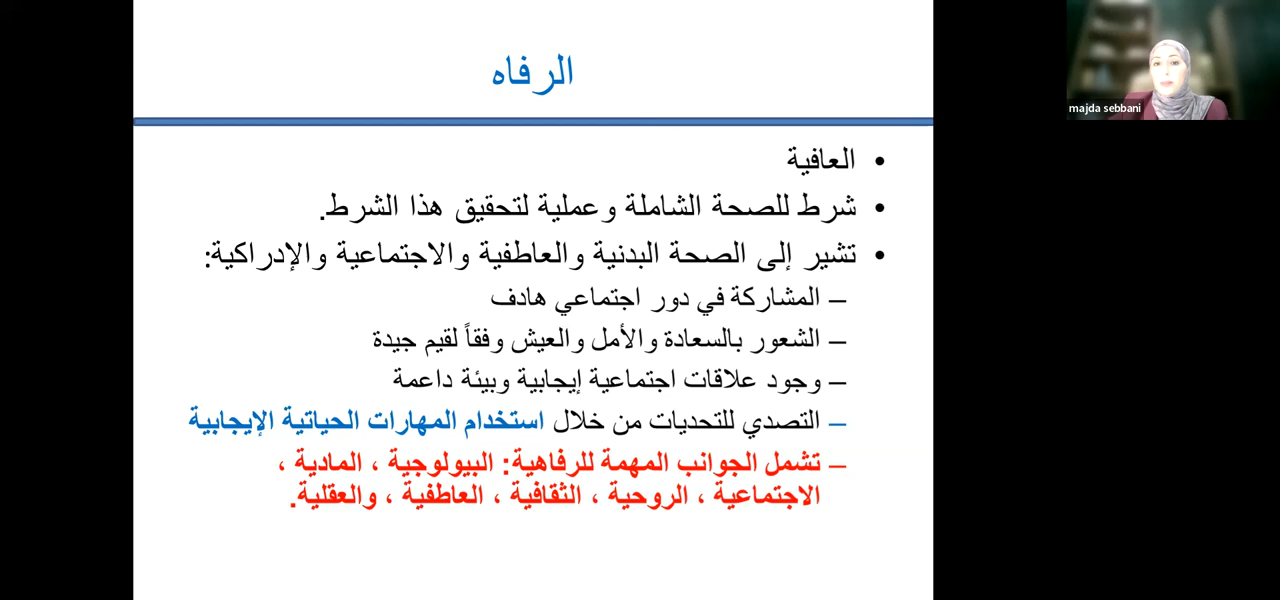 الرفاه
majda sebbani
• العافية
• شرط للصحة الشاملة وعملية لتحقيق هذا الشرط.
• تشير إلى الصحة البدنية والعاطفية والاجتماعية والإدراكية:
– المشاركة في دور اجتماعي هادف
– الشعور بالسعادة والأمل والعيش وفقاً لقيم جيدة
– وجود علاقات اجتماعية إيجابية وبيئة داعمة
– التصدي للتحديات من خلال استخدام المهارات الحياتية الإيجابية
– تشمل الجوانب المهمة للرفاهية: البيولوجية ، المادية ،
الاجتماعية ، الروحية ، الثقافية ، العاطفية ، والعقلية.